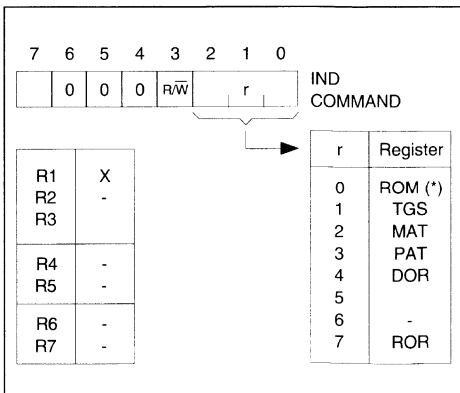 7 6 5 4 3 2 1 0
0 0 0 R/W̅ r
IND
COMMAND
R1 X
R2 -
R3
R4 -
R5 -
R6 -
R7 -
r Register
0 ROM (*)
1 TGS
2 MAT
3 PAT
4 DOR
5
6 -
7 ROR